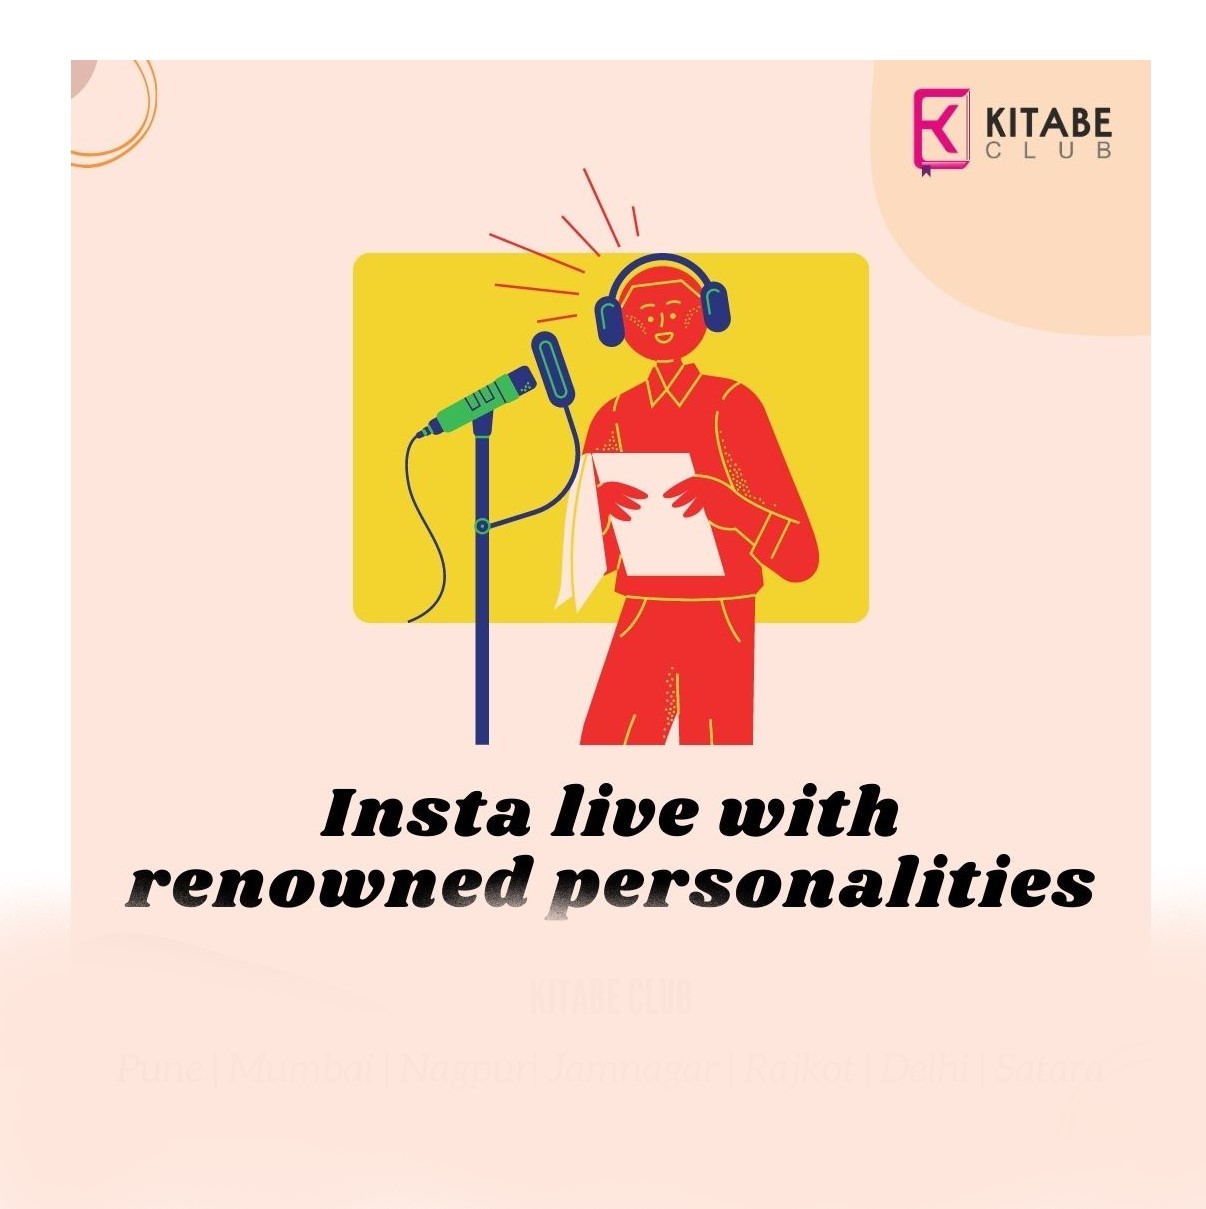 KITABE
CLUB
Insta live with
renowned personalities
KITABE CLUB
Pune | Mumbai | Nagpur | Jamnagar | Rajkot | Delhi | Satara